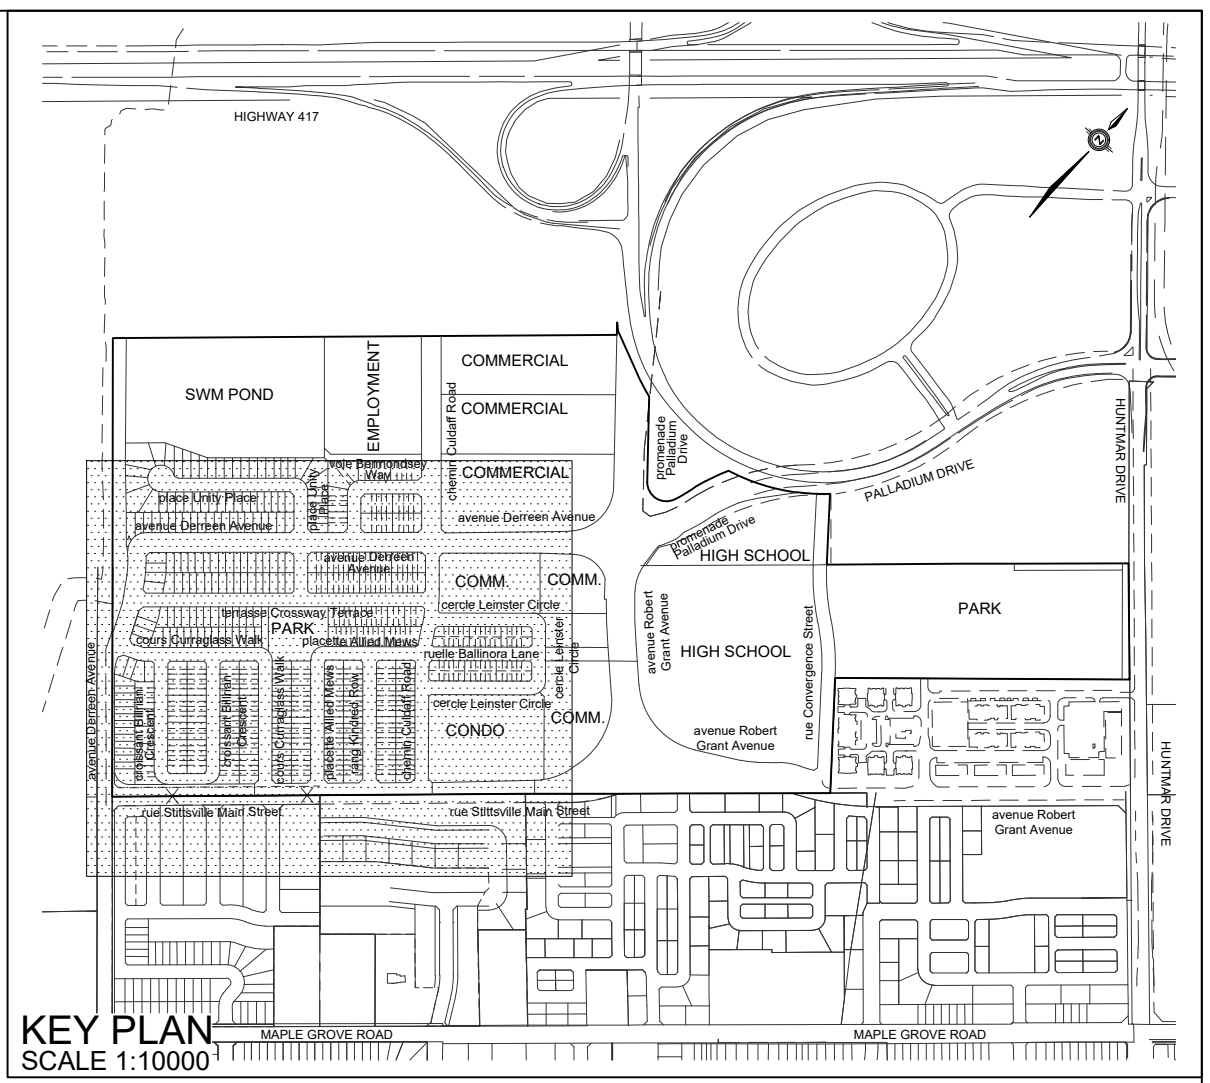 HIGHWAY 417
N
SWM POND
EMPLOYMENT
COMMERCIAL
chemin Culdaff Road
COMMERCIAL
COMMERCIAL
promenade
Palladium
Drive
PALLADIUM DRIVE
HUNTMAR DRIVE
voie Bermondsey
Way
place Unity Place
place Unity
Place
avenue Derreen Avenue
avenue Derreen Avenue
promenade
Palladium Drive
HIGH SCHOOL
avenue Derreen
Avenue
COMM.
COMM.
cercle Leinster Circle
terrasse Crossway Terrace
PARK
PARK
cours Curraglass Walk
placette Allied Mews
ruelle Ballinora Lane
cercle Leinster
Circle
avenue Robert
Grant Avenue
HIGH SCHOOL
rue Convergence Street
avenue Derreen Avenue
croissant Billrian
Crescent
croissant Billrian
Crescent
cours Curraglass Walk
placette Allied Mews
rang Kindred Row
chemin Culdaff Road
cercle Leinster Circle
COMM.
CONDO
avenue Robert
Grant Avenue
HUNTMAR DRIVE
rue Stittsville Main Street
rue Stittsville Main Street
avenue Robert
Grant Avenue
KEY PLAN
SCALE 1:10000
MAPLE GROVE ROAD
MAPLE GROVE ROAD